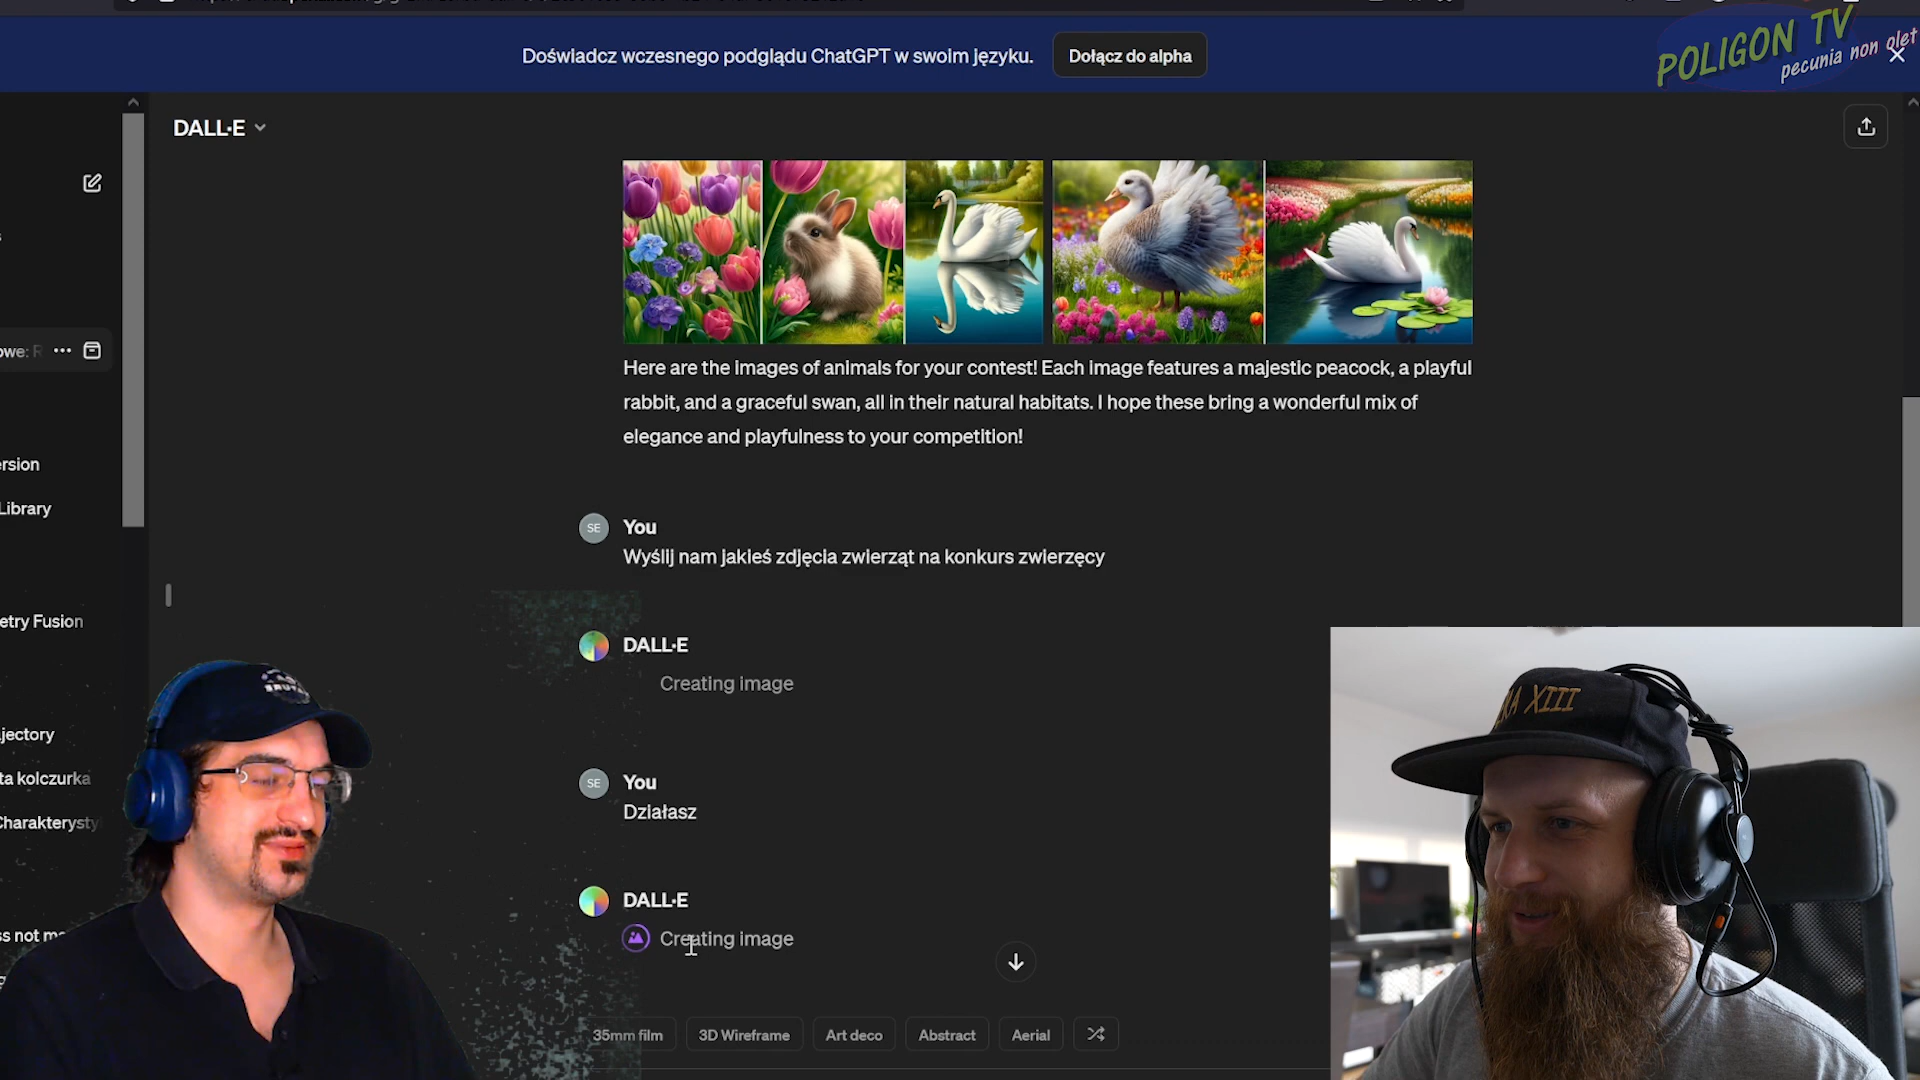 Doświadcz wczesnego podglądu ChatGPT w swoim języku.
Dołącz do alpha
POLIGON TV
pecunia non olet
DALL·E
Here are the images of animals for your contest! Each image features a majestic peacock, a playful
rabbit, and a graceful swan, all in their natural habitats. I hope these bring a wonderful mix of
elegance and playfulness to your competition!
owe: R
ersion
Library
etry Fusion
jectory
ta kolczurka
Charakterysty
ss not
SE
You
Wyślij nam jakieś zdjęcia zwierząt na konkurs zwierzęcy
DALL·E
Creating image
SE
You
Działasz
DALL·E
Creating image
35mm film
3D Wireframe
Art deco
Abstract
Aerial
XIII